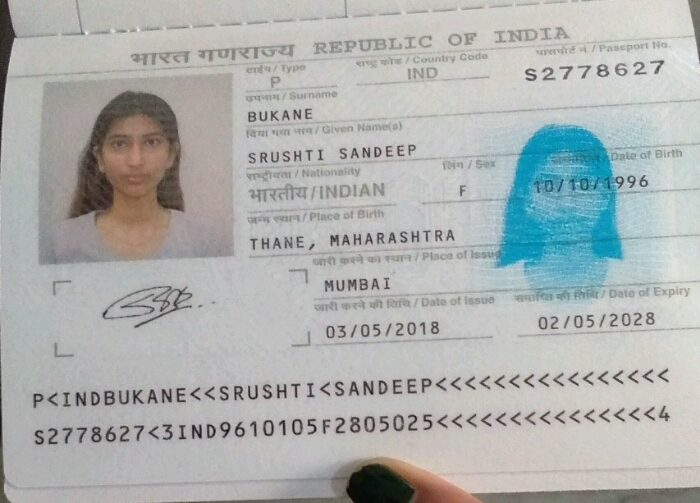 भारत गणराज्य REPUBLIC OF INDIA
टाईप / Type
राष्ट्र कोड / Country Code
पासपोर्ट नं. / Passport No.
P
IND
S2778627
उपनाम / Surname
BUKANE
दिया गया नाम / Given Name(s)
SRUSHTI SANDEEP
राष्ट्रीयता / Nationality
लिंग / Sex
Date of Birth
भारतीय / INDIAN
F
10/10/1996
जन्म स्थान / Place of Birth
THANE, MAHARASHTRA
जारी करने का स्थान / Place of Issue
MUMBAI
जारी करने की तिथि / Date of Issue
समाप्ति की तिथि / Date of Expiry
03/05/2018
02/05/2028
P<INDBUKANE<<SRUSHTI<SANDEEP<<<<<<<<<<<<<<<<
S2778627<3IND9610105F2805025<<<<<<<<<<<<<<<4